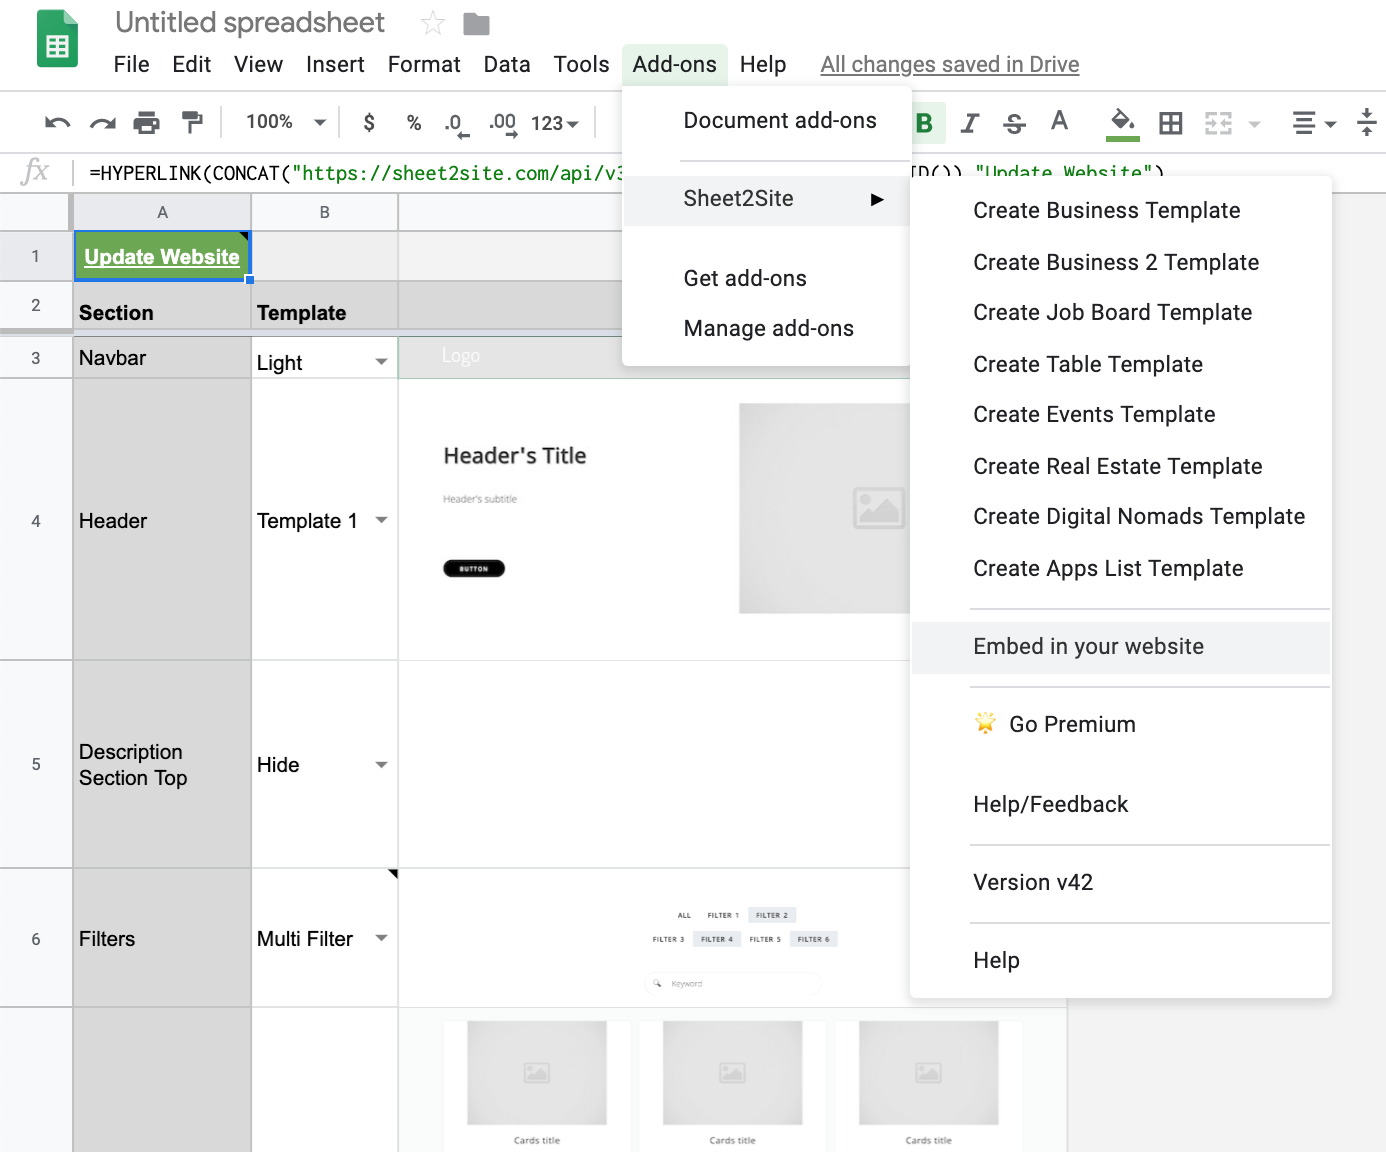 Untitled spreadsheet
File Edit View Insert Format Data Tools Add-ons Help All changes saved in Drive
100% $ % .0 .00 123 B I S A
Document add-ons
Sheet2Site
Get add-ons
Manage add-ons
fx =HYPERLINK(CONCAT("https://sheet2site.com/api/v3 ID()) "Update Website")
Create Business Template
Create Business 2 Template
Create Job Board Template
Create Table Template
Create Events Template
Create Real Estate Template
Create Digital Nomads Template
Create Apps List Template
Embed in your website
Go Premium
Help/Feedback
Version v42
Help
A B
1 Update Website
2 Section Template
3 Navbar Light Logo
4 Header Template 1
Header's Title
Header's subtitle
BUTTON
5 Description
Section Top
Hide
6 Filters Multi Filter
ALL FILTER 1 FILTER 2
FILTER 3 FILTER 4 FILTER 5 FILTER 6
Keyword
Cards title Cards title Cards title